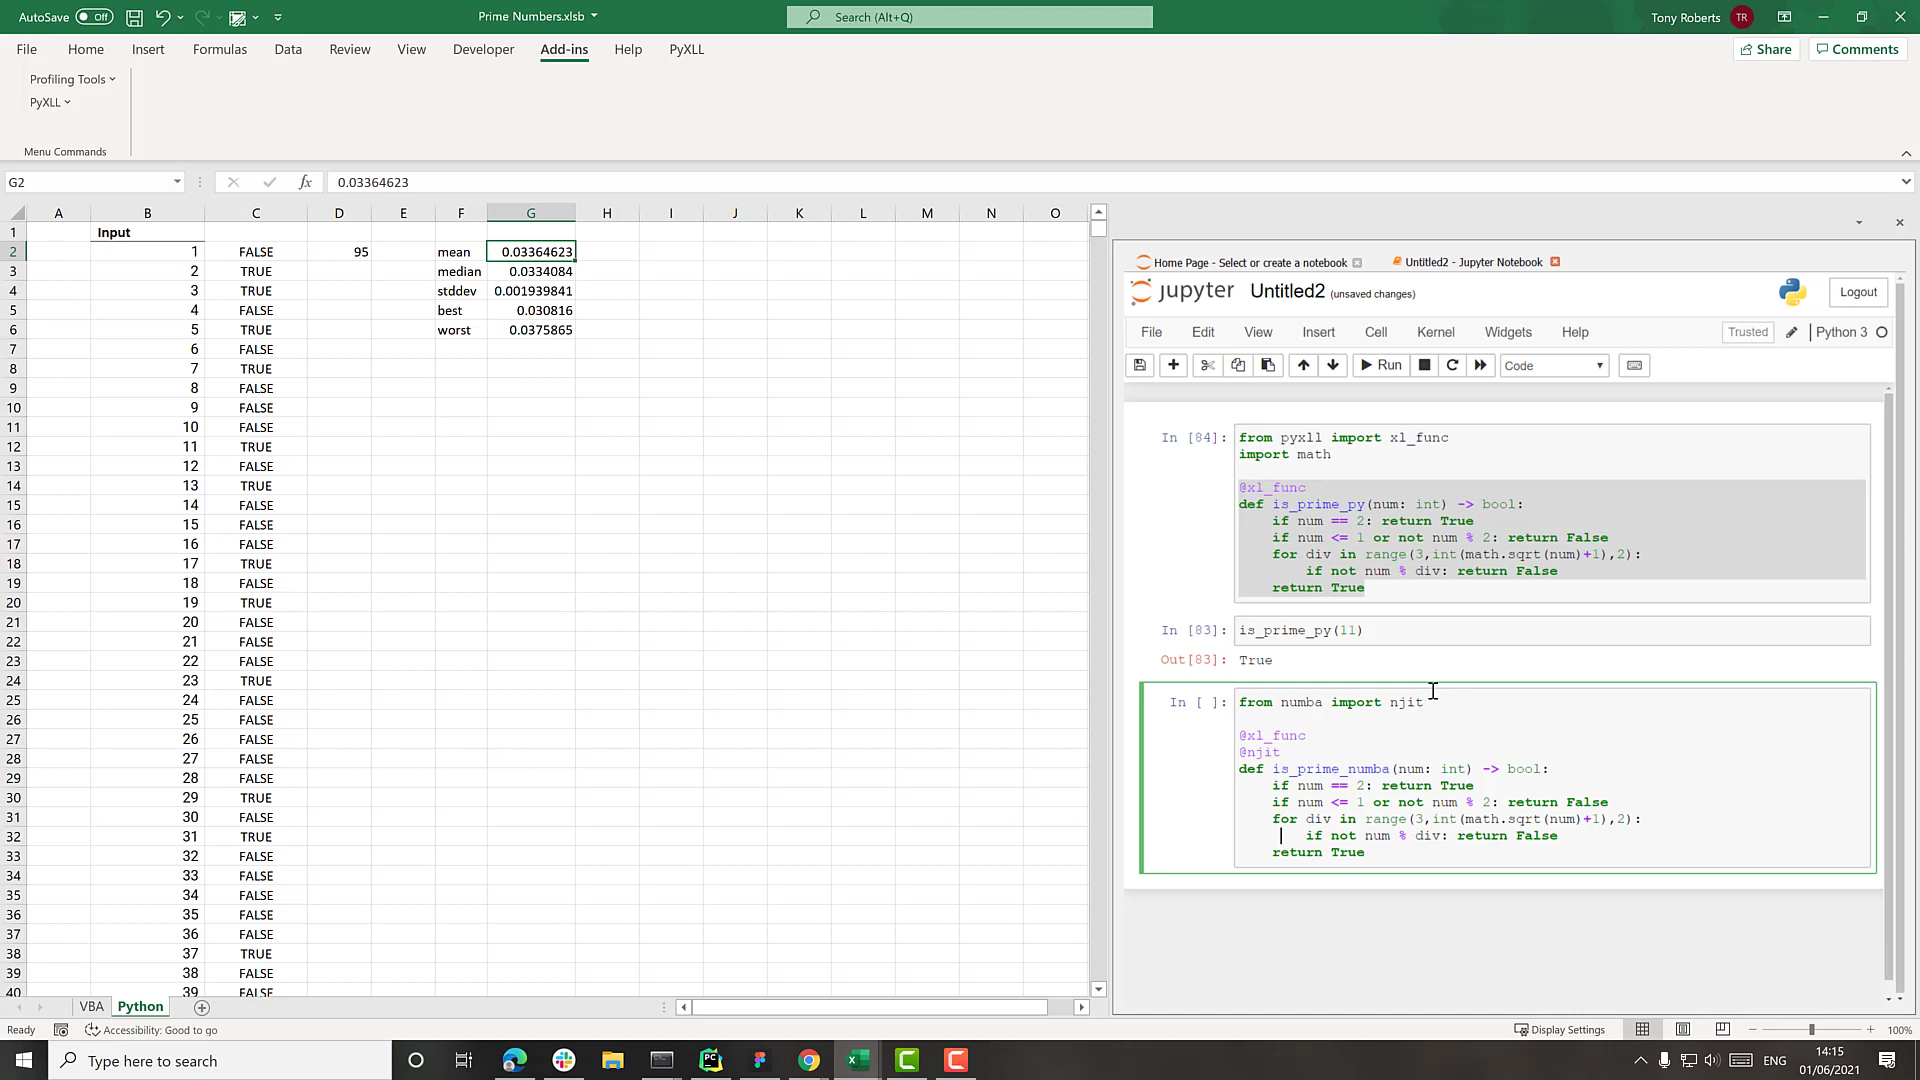 AutoSave Off Prime Numbers.xlsb Search (Alt+Q) Tony Roberts TR
File Home Insert Formulas Data Review View Developer Add-ins Help PyXLL Share Comments
Profiling Tools
PyXLL
Menu Commands
G2 fx 0.03364623
A B C D E F G H I J K L M N O
1 Input
2 1 FALSE 95 mean 0.03364623
3 2 TRUE median 0.0334084
4 3 TRUE stddev 0.001939841
5 4 FALSE best 0.030816
6 5 TRUE worst 0.0375865
7 6 FALSE
8 7 TRUE
9 8 FALSE
10 9 FALSE
11 10 FALSE
12 11 TRUE
13 12 FALSE
14 13 TRUE
15 14 FALSE
16 15 FALSE
17 16 FALSE
18 17 TRUE
19 18 FALSE
20 19 TRUE
21 20 FALSE
22 21 FALSE
23 22 FALSE
24 23 TRUE
25 24 FALSE
26 25 FALSE
27 26 FALSE
28 27 FALSE
29 28 FALSE
30 29 TRUE
31 30 FALSE
32 31 TRUE
33 32 FALSE
34 33 FALSE
35 34 FALSE
36 35 FALSE
37 36 FALSE
38 37 TRUE
39 38 FALSE
40 39 FALSE
VBA Python
Ready Accessibility: Good to go Display Settings 100%
Home Page - Select or create a notebook Untitled2 - Jupyter Notebook
jupyter Untitled2 (unsaved changes) Logout
File Edit View Insert Cell Kernel Widgets Help Trusted Python 3
Run Code
In [84]: from pyxll import xl_func
import math
@xl_func
def is_prime_py(num: int) -> bool:
if num == 2: return True
if num <= 1 or not num % 2: return False
for div in range(3,int(math.sqrt(num)+1),2):
if not num % div: return False
return True
In [83]: is_prime_py(11)
Out[83]: True
In [ ]: from numba import njit
@xl_func
@njit
def is_prime_numba(num: int) -> bool:
if num == 2: return True
if num <= 1 or not num % 2: return False
for div in range(3,int(math.sqrt(num)+1),2):
if not num % div: return False
return True
Type here to search ENG 14:15
01/06/2021